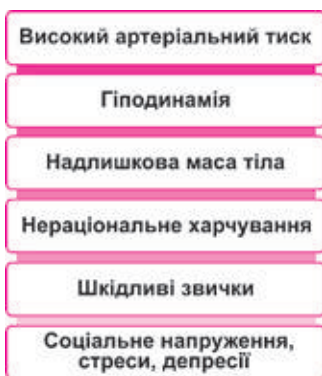 Високий артеріальний тиск
Гіподинамія
Надлишкова маса тіла
Нераціональне харчування
Шкідливі звички
Соціальне напруження,
стреси, депресії